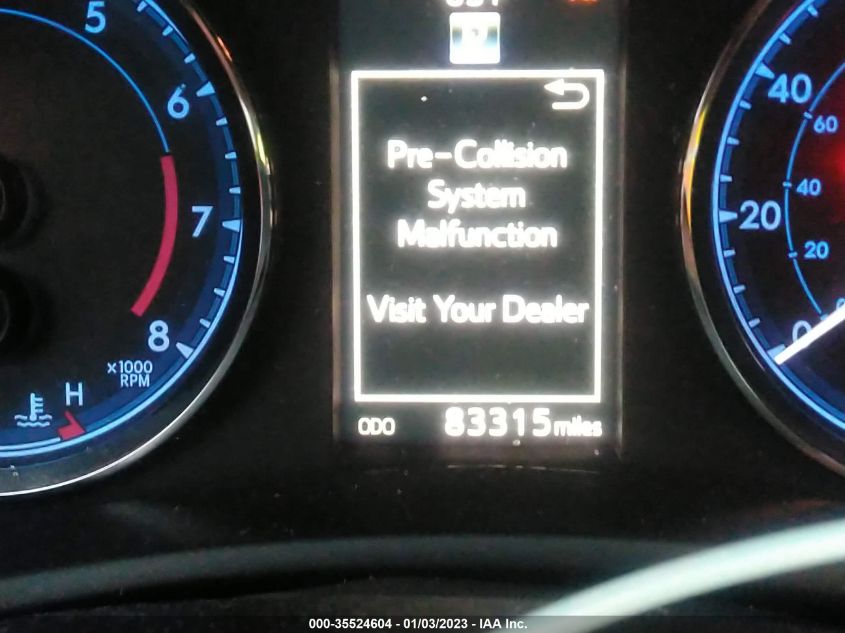 5
6
7
8
x1000
RPM
H
Pre-Collision
System
Malfunction
Visit Your Dealer
ODO 83315 miles
40
20
0
60
40
20
000-35524604 - 01/03/2023 - IAA Inc.